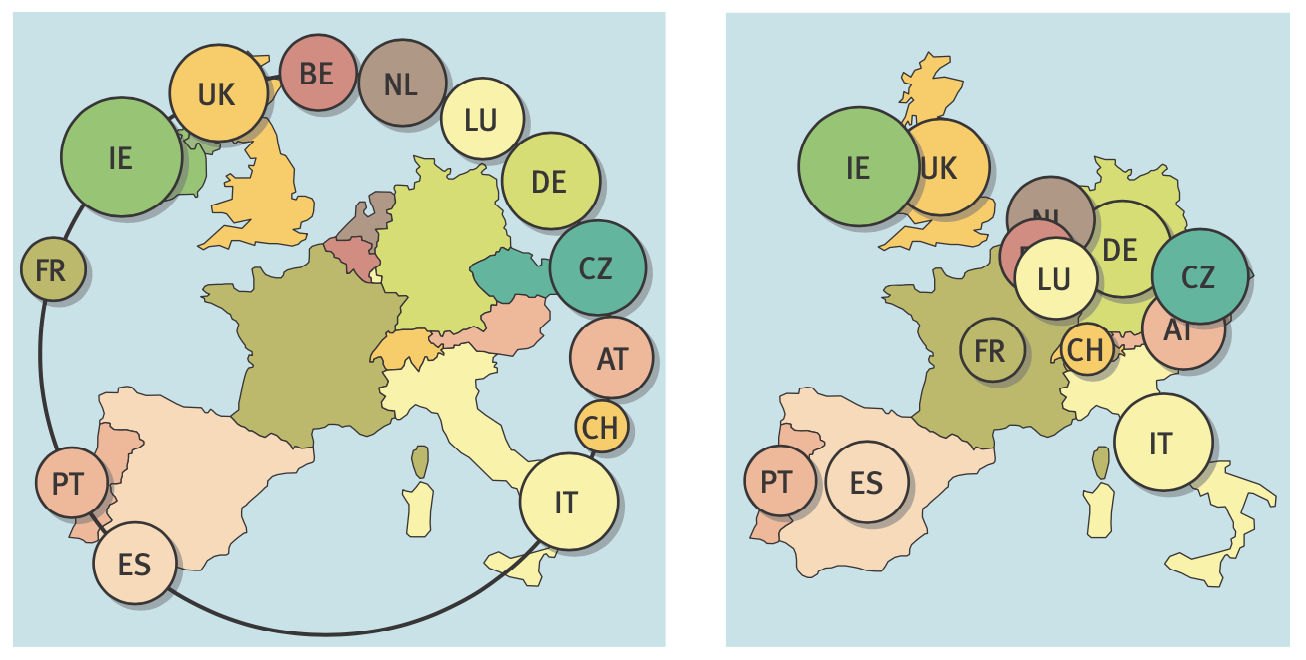 BE
UK
NL
LU
IE
DE
FR
CZ
AT
CH
PT
IT
ES
IE
UK
NL
DE
LU
CZ
AT
FR
CH
IT
PT
ES